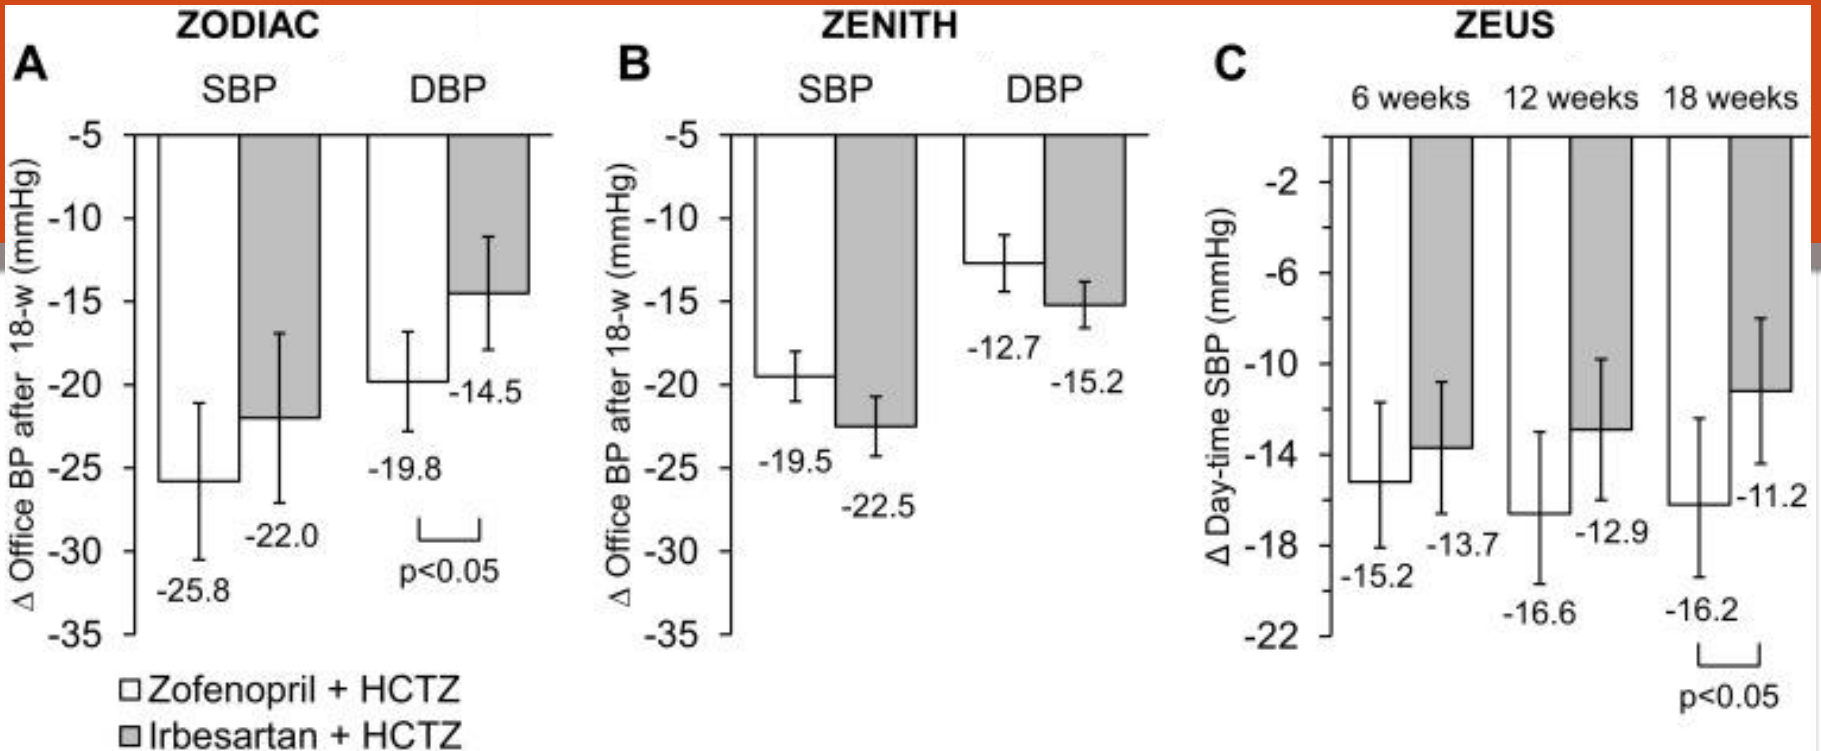 ZODIAC
A
SBP DBP
Δ Office BP after 18-w (mmHg)
-5
-10
-15
-20
-25
-30
-35
-25.8
-22.0
-19.8
-14.5
p<0.05
ZENITH
B
SBP DBP
Δ Office BP after 18-w (mmHg)
-5
-10
-15
-20
-25
-30
-35
-19.5
-22.5
-12.7
-15.2
ZEUS
C
6 weeks 12 weeks 18 weeks
Δ Day-time SBP (mmHg)
-2
-6
-10
-14
-18
-22
-15.2
-13.7
-16.6
-12.9
-16.2
-11.2
p<0.05
Zofenopril + HCTZ
Irbesartan + HCTZ